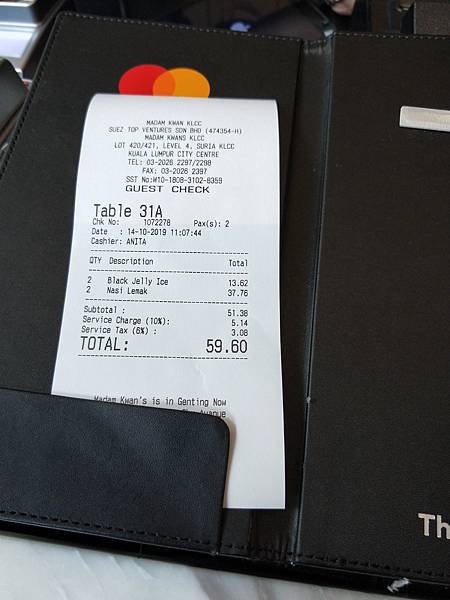 MADAM KWAN KLCC
SUEZ TOP VENTURES SDN BHD (474354-H)
MADAM KWANS KLCC
LOT 420/421, LEVEL 4, SURIA KLCC
KUALA LUMPUR CITY CENTRE
TEL: 03-2026 2297/2298
FAX: 03-2026 2397
SST No:W10-1808-3102-8359
GUEST CHECK
Table 31A
Chk No: 1072278 Pax(s): 2
Date : 14-10-2019 11:07:44
Cashier: ANITA
QTY Description Total
2 Black Jelly Ice 13.62
2 Nasi Lemak 37.76
Subtotal : 51.38
Service Charge (10%): 5.14
Service Tax (6%) : 3.08
TOTAL: 59.60
Madam Kwan's is in Genting Now
Avenue
Th